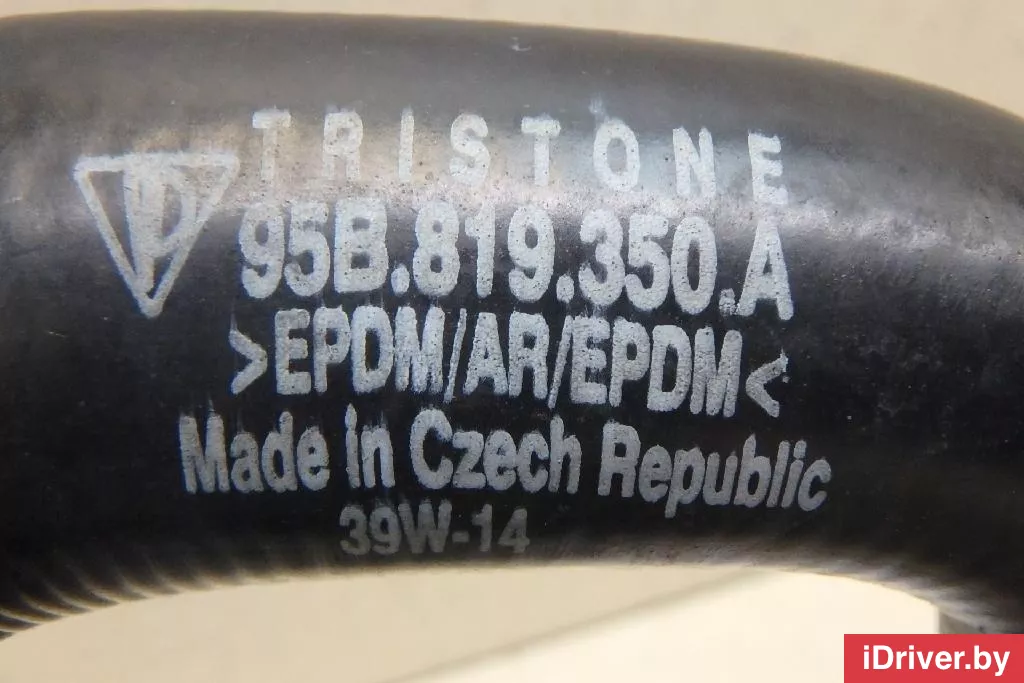 TRISTONE
95B.819.350.A
>EPDM/AR/EPDM<
Made in Czech Republic
39W-14
iDriver.by